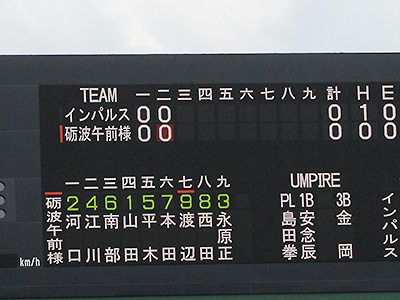 TEAM 一 二 三 四 五 六 七 八 九 計 H E
インパルス 0 0 0 1 0
砺波午前様 0 0 0 0 0
一 二 三 四 五 六 七 八 九
砺波午前様
2 4 6 1 5 7 9 8 3
河口
江川
南部
山田
平木
本田
渡辺
西田
永原正
UMPIRE
PL 1B 3B
島田拳
安念辰
金岡
インパルス
km/h